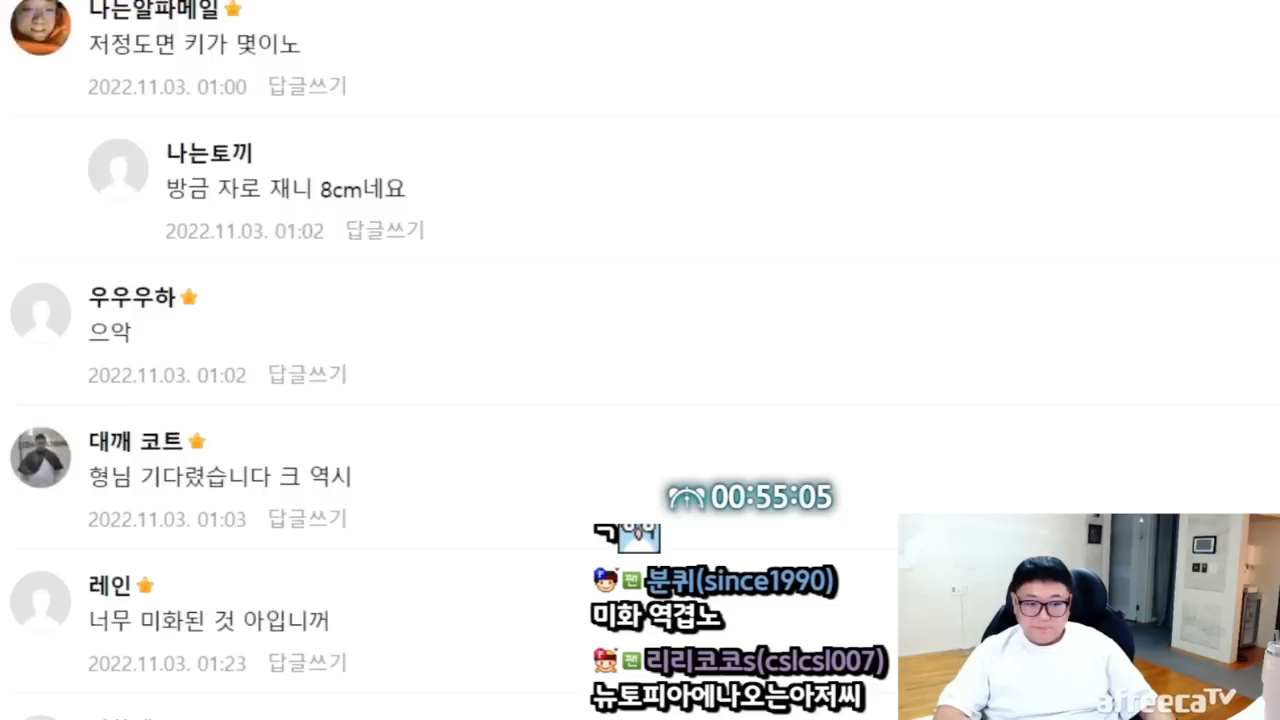 나는알파메일
저정도면 키가 몇이노
2022.11.03. 01:00 답글쓰기
나는토끼
방금 자로 재니 8cm네요
2022.11.03. 01:02 답글쓰기
우우우하
으악
2022.11.03. 01:02 답글쓰기
대깨 코트
형님 기다렸습니다 크 역시
2022.11.03. 01:03 답글쓰기
레인
너무 미화된 것 아입니꺼
2022.11.03. 01:23 답글쓰기
00:55:05
ㄱ
팬 분퀴(since1990)
미화 역겹노
팬 리리코코s(cslcsl007)
뉴토피아에나오는아저씨
afreecaTV